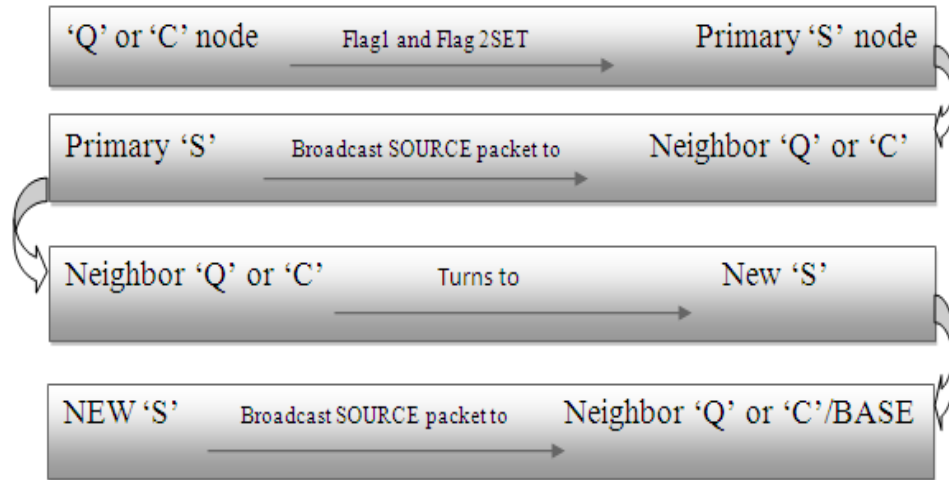 ‘Q’ or ‘C’ node Flag1 and Flag 2SET Primary ‘S’ node
Primary ‘S’ Broadcast SOURCE packet to Neighbor ‘Q’ or ‘C’
Neighbor ‘Q’ or ‘C’ Turns to New ‘S’
NEW ‘S’ Broadcast SOURCE packet to Neighbor ‘Q’ or ‘C’/BASE